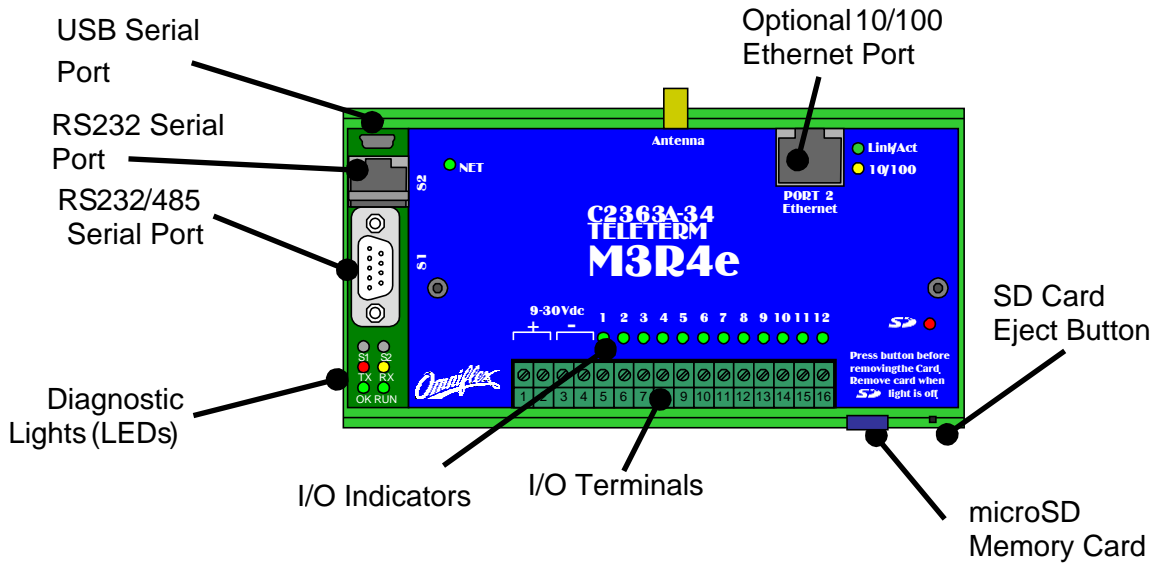 USB Serial
Port
Optional 10/100
Ethernet Port
RS232 Serial
Port
RS232/485
Serial Port
Antenna
NET
Link/Act
10/100
S2
PORT 2
Ethernet
S1
C2363A-34
TELETERM
M3R4e
9-30Vdc
+ -
1 2 3 4 5 6 7 8 9 10 11 12
SD
SD Card
Eject Button
S1 S2
TX RX
OK RUN
Omniflex
Press button before
removing the Card.
Remove card when
SD light is off.
1 2 3 4 5 6 7 9 10 11 12 13 14 15 16
Diagnostic
Lights (LEDs)
I/O Indicators
I/O Terminals
microSD
Memory Card